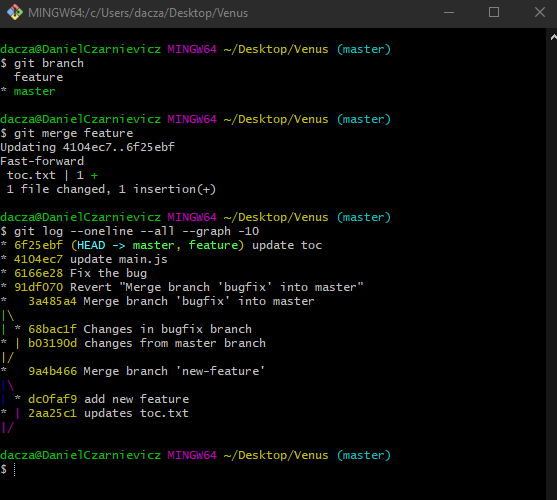 MINGW64:/c/Users/dacza/Desktop/Venus
dacza@DanielCzarnievicz MINGW64 ~/Desktop/Venus (master)
$ git branch
  feature
* master
dacza@DanielCzarnievicz MINGW64 ~/Desktop/Venus (master)
$ git merge feature
Updating 4104ec7..6f25ebf
Fast-forward
 toc.txt | 1 +
 1 file changed, 1 insertion(+)
dacza@DanielCzarnievicz MINGW64 ~/Desktop/Venus (master)
$ git log --oneline --all --graph -10
* 6f25ebf (HEAD -> master, feature) update toc
* 4104ec7 update main.js
* 6166e28 Fix the bug
* 91df070 Revert "Merge branch 'bugfix' into master"
*   3a485a4 Merge branch 'bugfix' into master
|\
| * 68bac1f Changes in bugfix branch
* | b03190d changes from master branch
|/
*   9a4b466 Merge branch 'new-feature'
|\
| * dc0faf9 add new feature
* | 2aa25c1 updates toc.txt
|/
dacza@DanielCzarnievicz MINGW64 ~/Desktop/Venus (master)
$